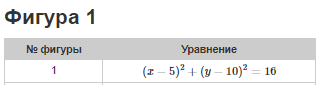 Фигура 1
№ фигуры Уравнение
1 (x − 5)² + (y − 10)² = 16